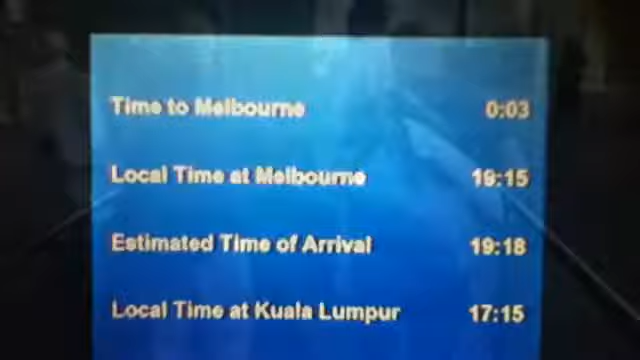 Time to Melbourne 0:03
Local Time at Melbourne 19:15
Estimated Time of Arrival 19:18
Local Time at Kuala Lumpur 17:15